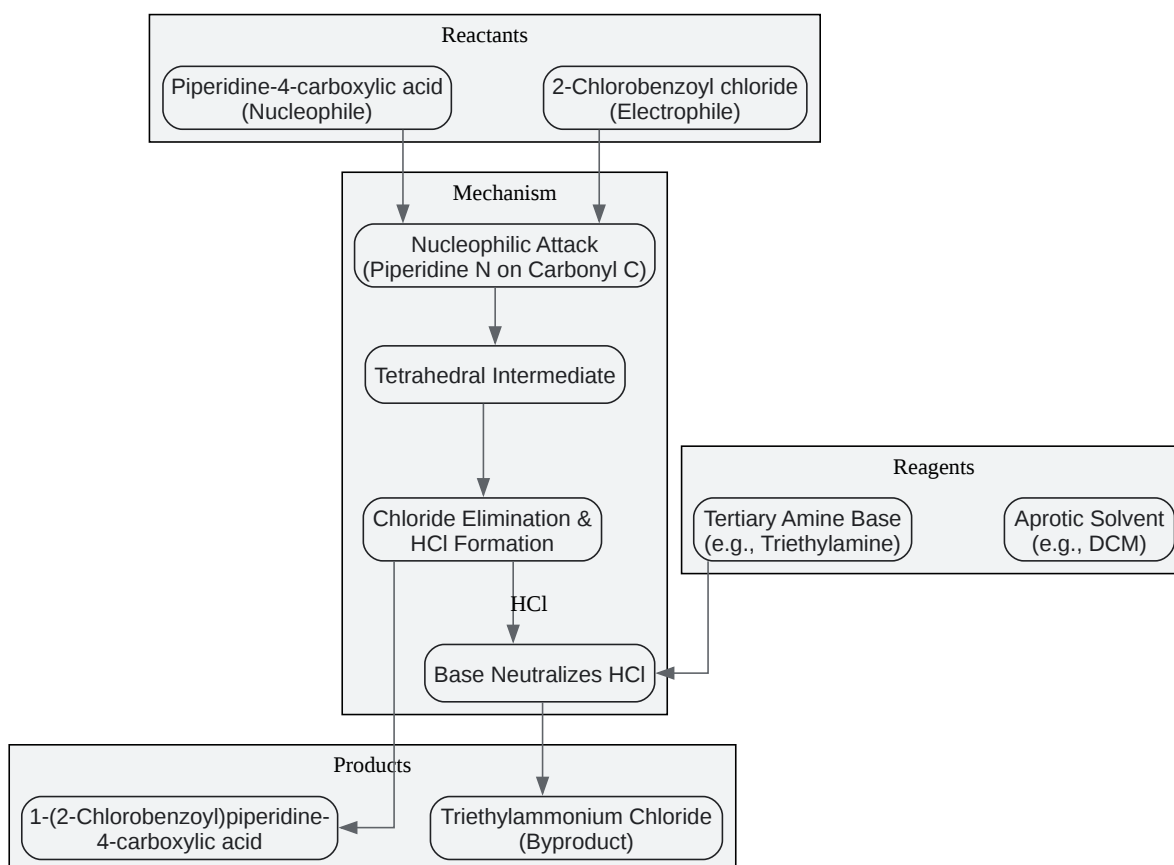 Reactants
Piperidine-4-carboxylic acid
(Nucleophile)
2-Chlorobenzoyl chloride
(Electrophile)
Mechanism
Nucleophilic Attack
(Piperidine N on Carbonyl C)
Tetrahedral Intermediate
Reagents
Chloride Elimination &
HCl Formation
Tertiary Amine Base
(e.g., Triethylamine)
Aprotic Solvent
(e.g., DCM)
HCl
Base Neutralizes HCl
Products
1-(2-Chlorobenzoyl)piperidine-
4-carboxylic acid
Triethylammonium Chloride
(Byproduct)